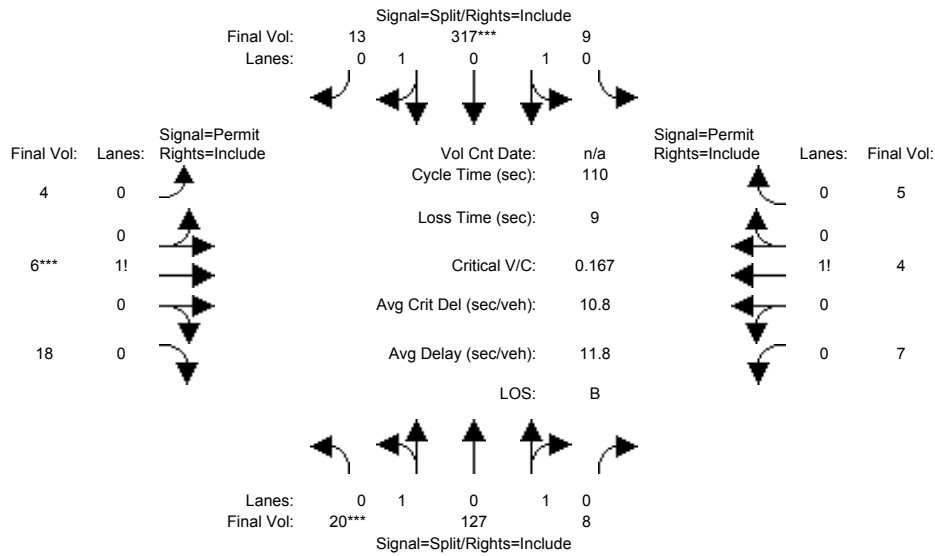 Signal=Split/Rights=Include
Final Vol: 13 317*** 9
Lanes: 0 1 0 1 0
Signal=Permit Signal=Permit
Final Vol: Lanes: Rights=Include Vol Cnt Date: n/a Rights=Include Lanes: Final Vol:
Cycle Time (sec): 110
4 0 0 5
Loss Time (sec): 9
0 0
6*** 1! Critical V/C: 0.167 1! 4
0 Avg Crit Del (sec/veh): 10.8 0
18 0 Avg Delay (sec/veh): 11.8 0 7
LOS: B
Lanes: 0 1 0 1 0
Final Vol: 20*** 127 8
Signal=Split/Rights=Include